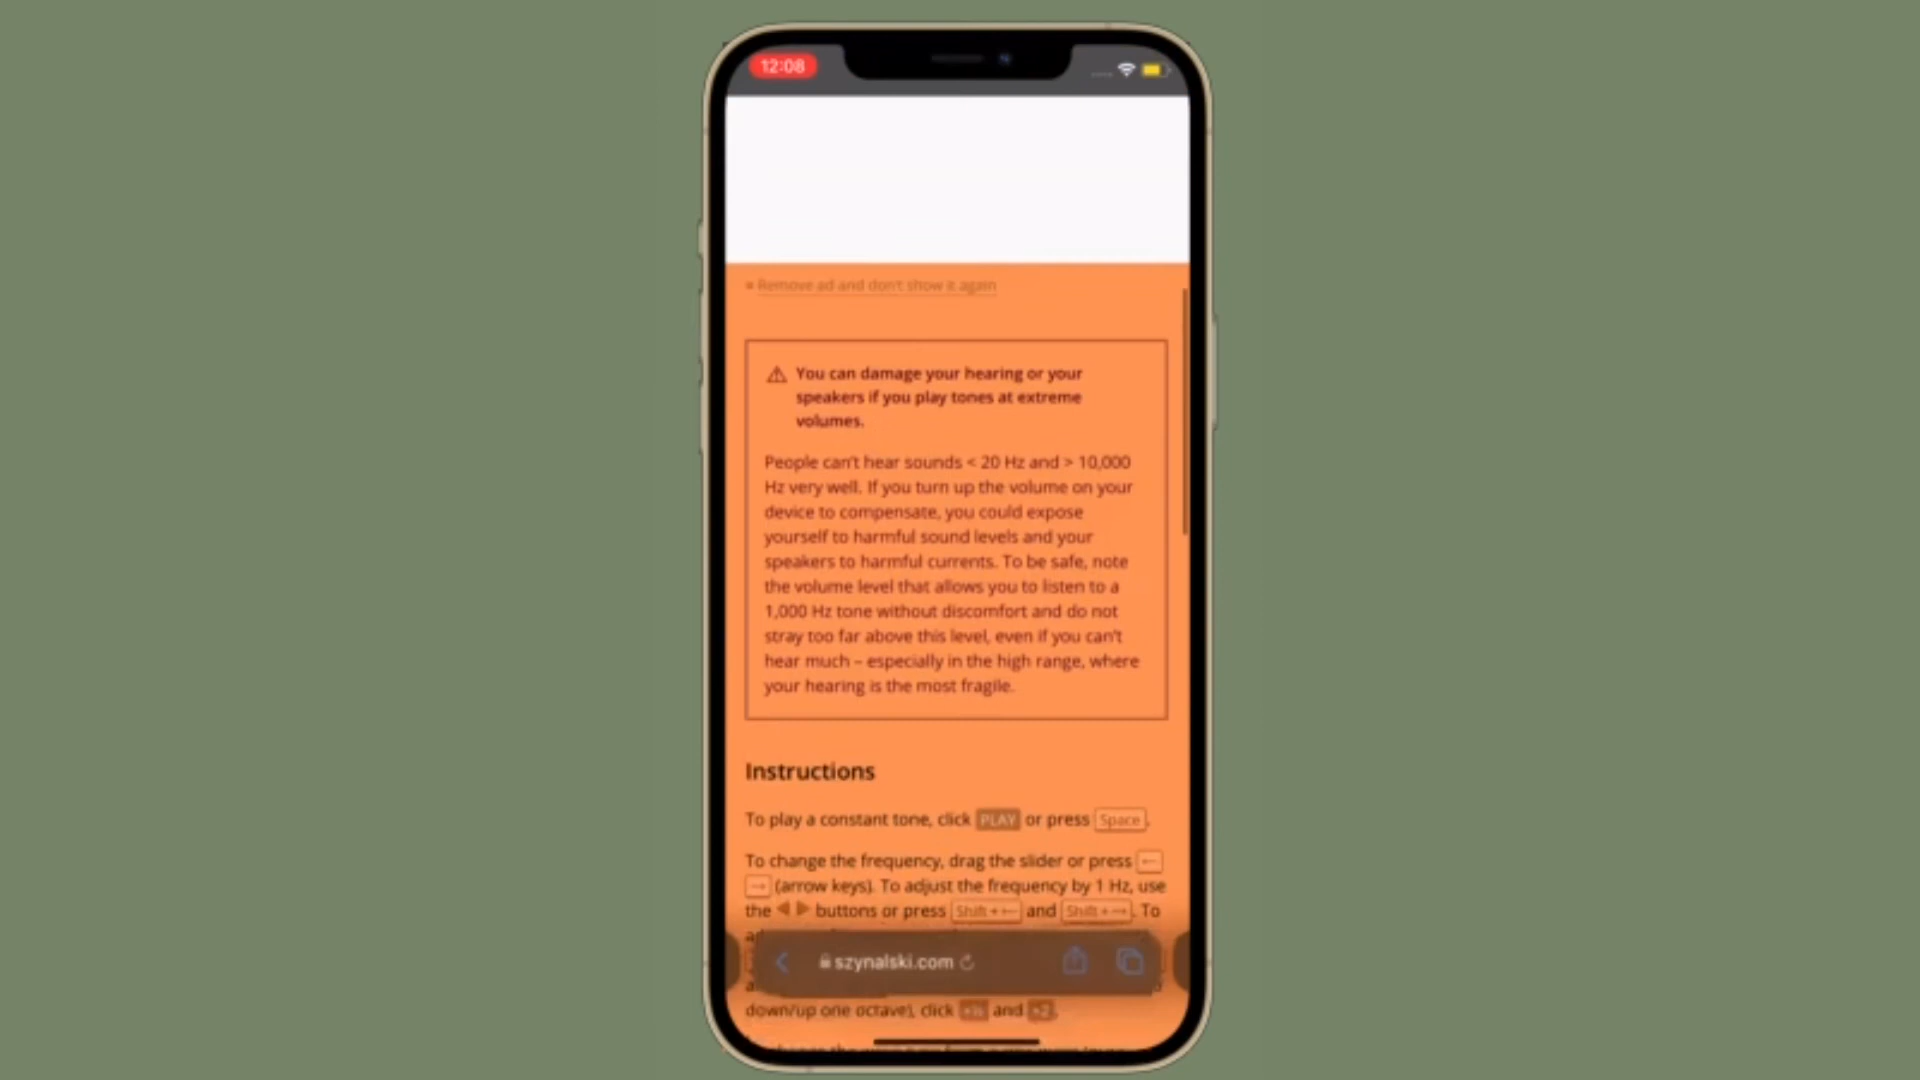 12:08
Remove ad and don't show it again
⚠ You can damage your hearing or your
speakers if you play tones at extreme
volumes.
People can't hear sounds < 20 Hz and > 10,000
Hz very well. If you turn up the volume on your
device to compensate, you could expose
yourself to harmful sound levels and your
speakers to harmful currents. To be safe, note
the volume level that allows you to listen to a
1,000 Hz tone without discomfort and do not
stray too far above this level, even if you can't
hear much – especially in the high range, where
your hearing is the most fragile.
Instructions
To play a constant tone, click PLAY or press Space.
To change the frequency, drag the slider or press ←
→ (arrow keys). To adjust the frequency by 1 Hz, use
the ◀ ▶ buttons or press Shift + ← and Shift + →. To
szynalski.com
down/up one octave), click and